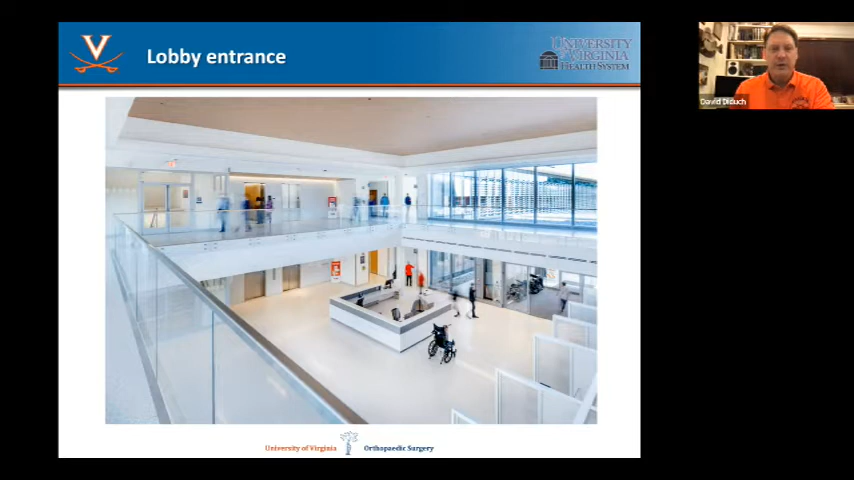 Lobby entrance
UNIVERSITY
of VIRGINIA
HEALTH SYSTEM
David Diduch
University of Virginia
Orthopaedic Surgery